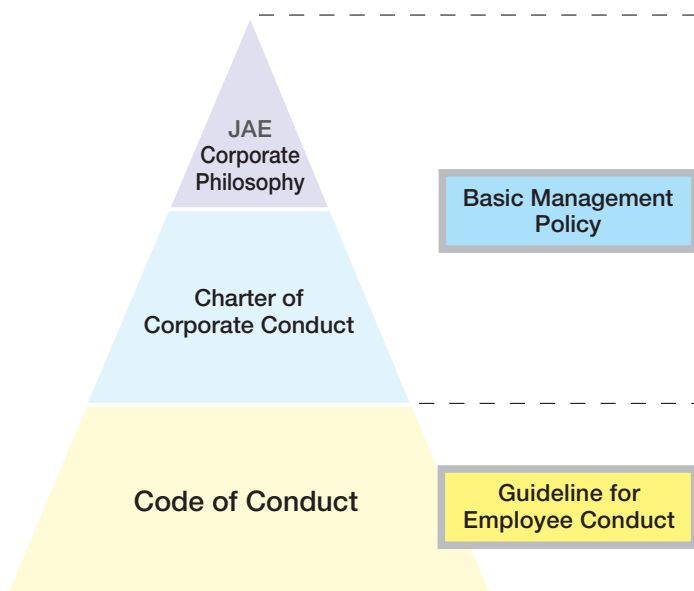 JAE
Corporate
Philosophy
Basic Management
Policy
Charter of
Corporate Conduct
Code of Conduct
Guideline for
Employee Conduct